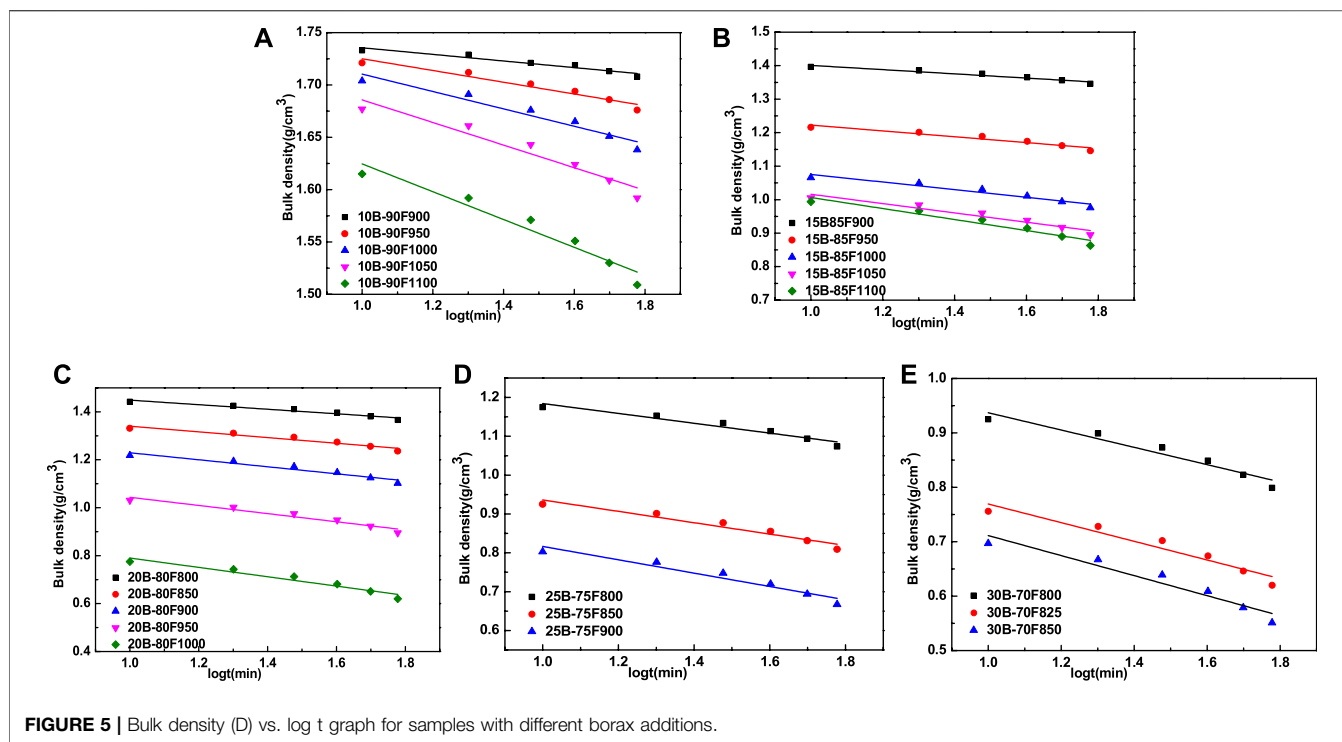 A
Bulk density(g/cm³)
1.75
1.70
1.65
1.60
1.55
1.50
10B-90F900
10B-90F950
10B-90F1000
10B-90F1050
10B-90F1100
1.0 1.2 1.4 1.6 1.8
logt(min)
B
Bulk density(g/cm³)
1.5
1.4
1.3
1.2
1.1
1.0
0.9
0.8
0.7
15B85F900
15B-85F950
15B-85F1000
15B-85F1050
15B-85F1100
1.0 1.1 1.2 1.3 1.4 1.5 1.6 1.7 1.8
logt(min)
C
Bulk density(g/cm³)
1.4
1.2
1.0
0.8
0.6
0.4
20B-80F800
20B-80F850
20B-80F900
20B-80F950
20B-80F1000
1.0 1.2 1.4 1.6 1.8
logt(min)
D
Bulk density(g/cm³)
1.2
1.1
1.0
0.9
0.8
0.7
0.6
25B-75F800
25B-75F850
25B-75F900
1.0 1.2 1.4 1.6 1.8
logt(min)
E
Bulk density(g/cm³)
1.0
0.9
0.8
0.7
0.6
0.5
30B-70F800
30B-70F825
30B-70F850
1.0 1.2 1.4 1.6 1.8
logt(min)
FIGURE 5 | Bulk density (D) vs. log t graph for samples with different borax additions.